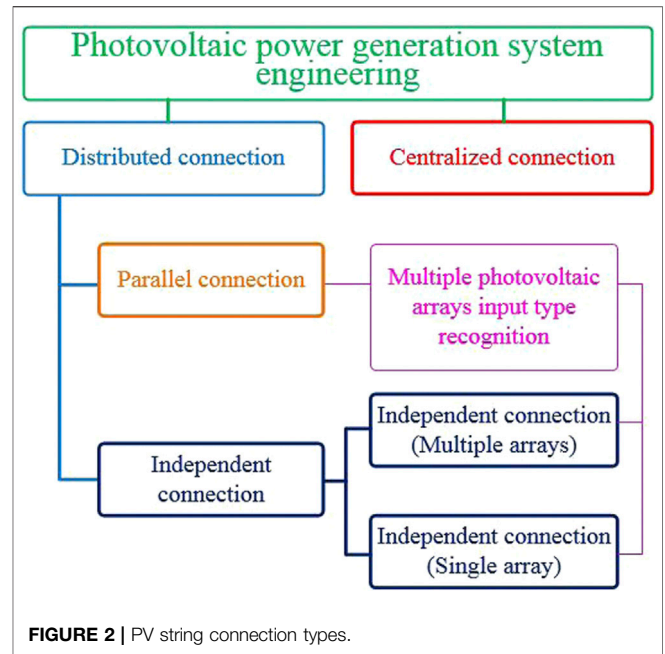 Photovoltaic power generation system
engineering
Distributed connection
Centralized connection
Parallel connection
Multiple photovoltaic
arrays input type
recognition
Independent connection
(Multiple arrays)
Independent
connection
Independent connection
(Single array)
FIGURE 2 | PV string connection types.